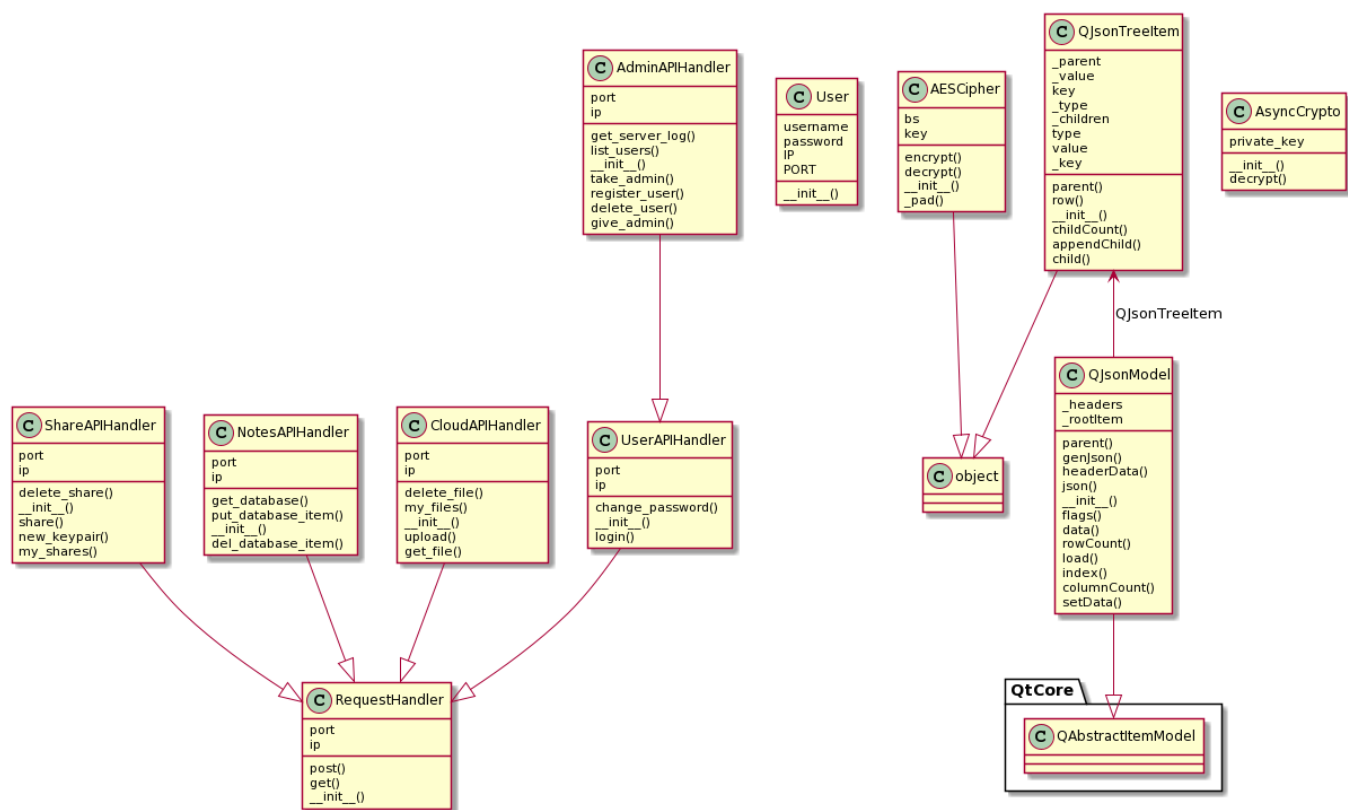 C AdminAPIHandler
port
ip
get_server_log()
list_users()
__init__()
take_admin()
register_user()
delete_user()
give_admin()
C User
username
password
IP
PORT
__init__()
C AESCipher
bs
key
encrypt()
decrypt()
__init__()
_pad()
C QJsonTreeItem
_parent
_value
key
_type
_children
type
value
_key
parent()
row()
__init__()
childCount()
appendChild()
child()
C AsyncCrypto
private_key
__init__()
decrypt()
QJsonTreeItem
C ShareAPIHandler
port
ip
delete_share()
__init__()
share()
new_keypair()
my_shares()
C NotesAPIHandler
port
ip
get_database()
put_database_item()
__init__()
del_database_item()
C CloudAPIHandler
port
ip
delete_file()
my_files()
__init__()
upload()
get_file()
C UserAPIHandler
port
ip
change_password()
__init__()
login()
C object
C QJsonModel
_headers
_rootItem
parent()
genJson()
headerData()
json()
__init__()
flags()
data()
rowCount()
load()
index()
columnCount()
setData()
C RequestHandler
port
ip
post()
get()
__init__()
QtCore
C QAbstractItemModel